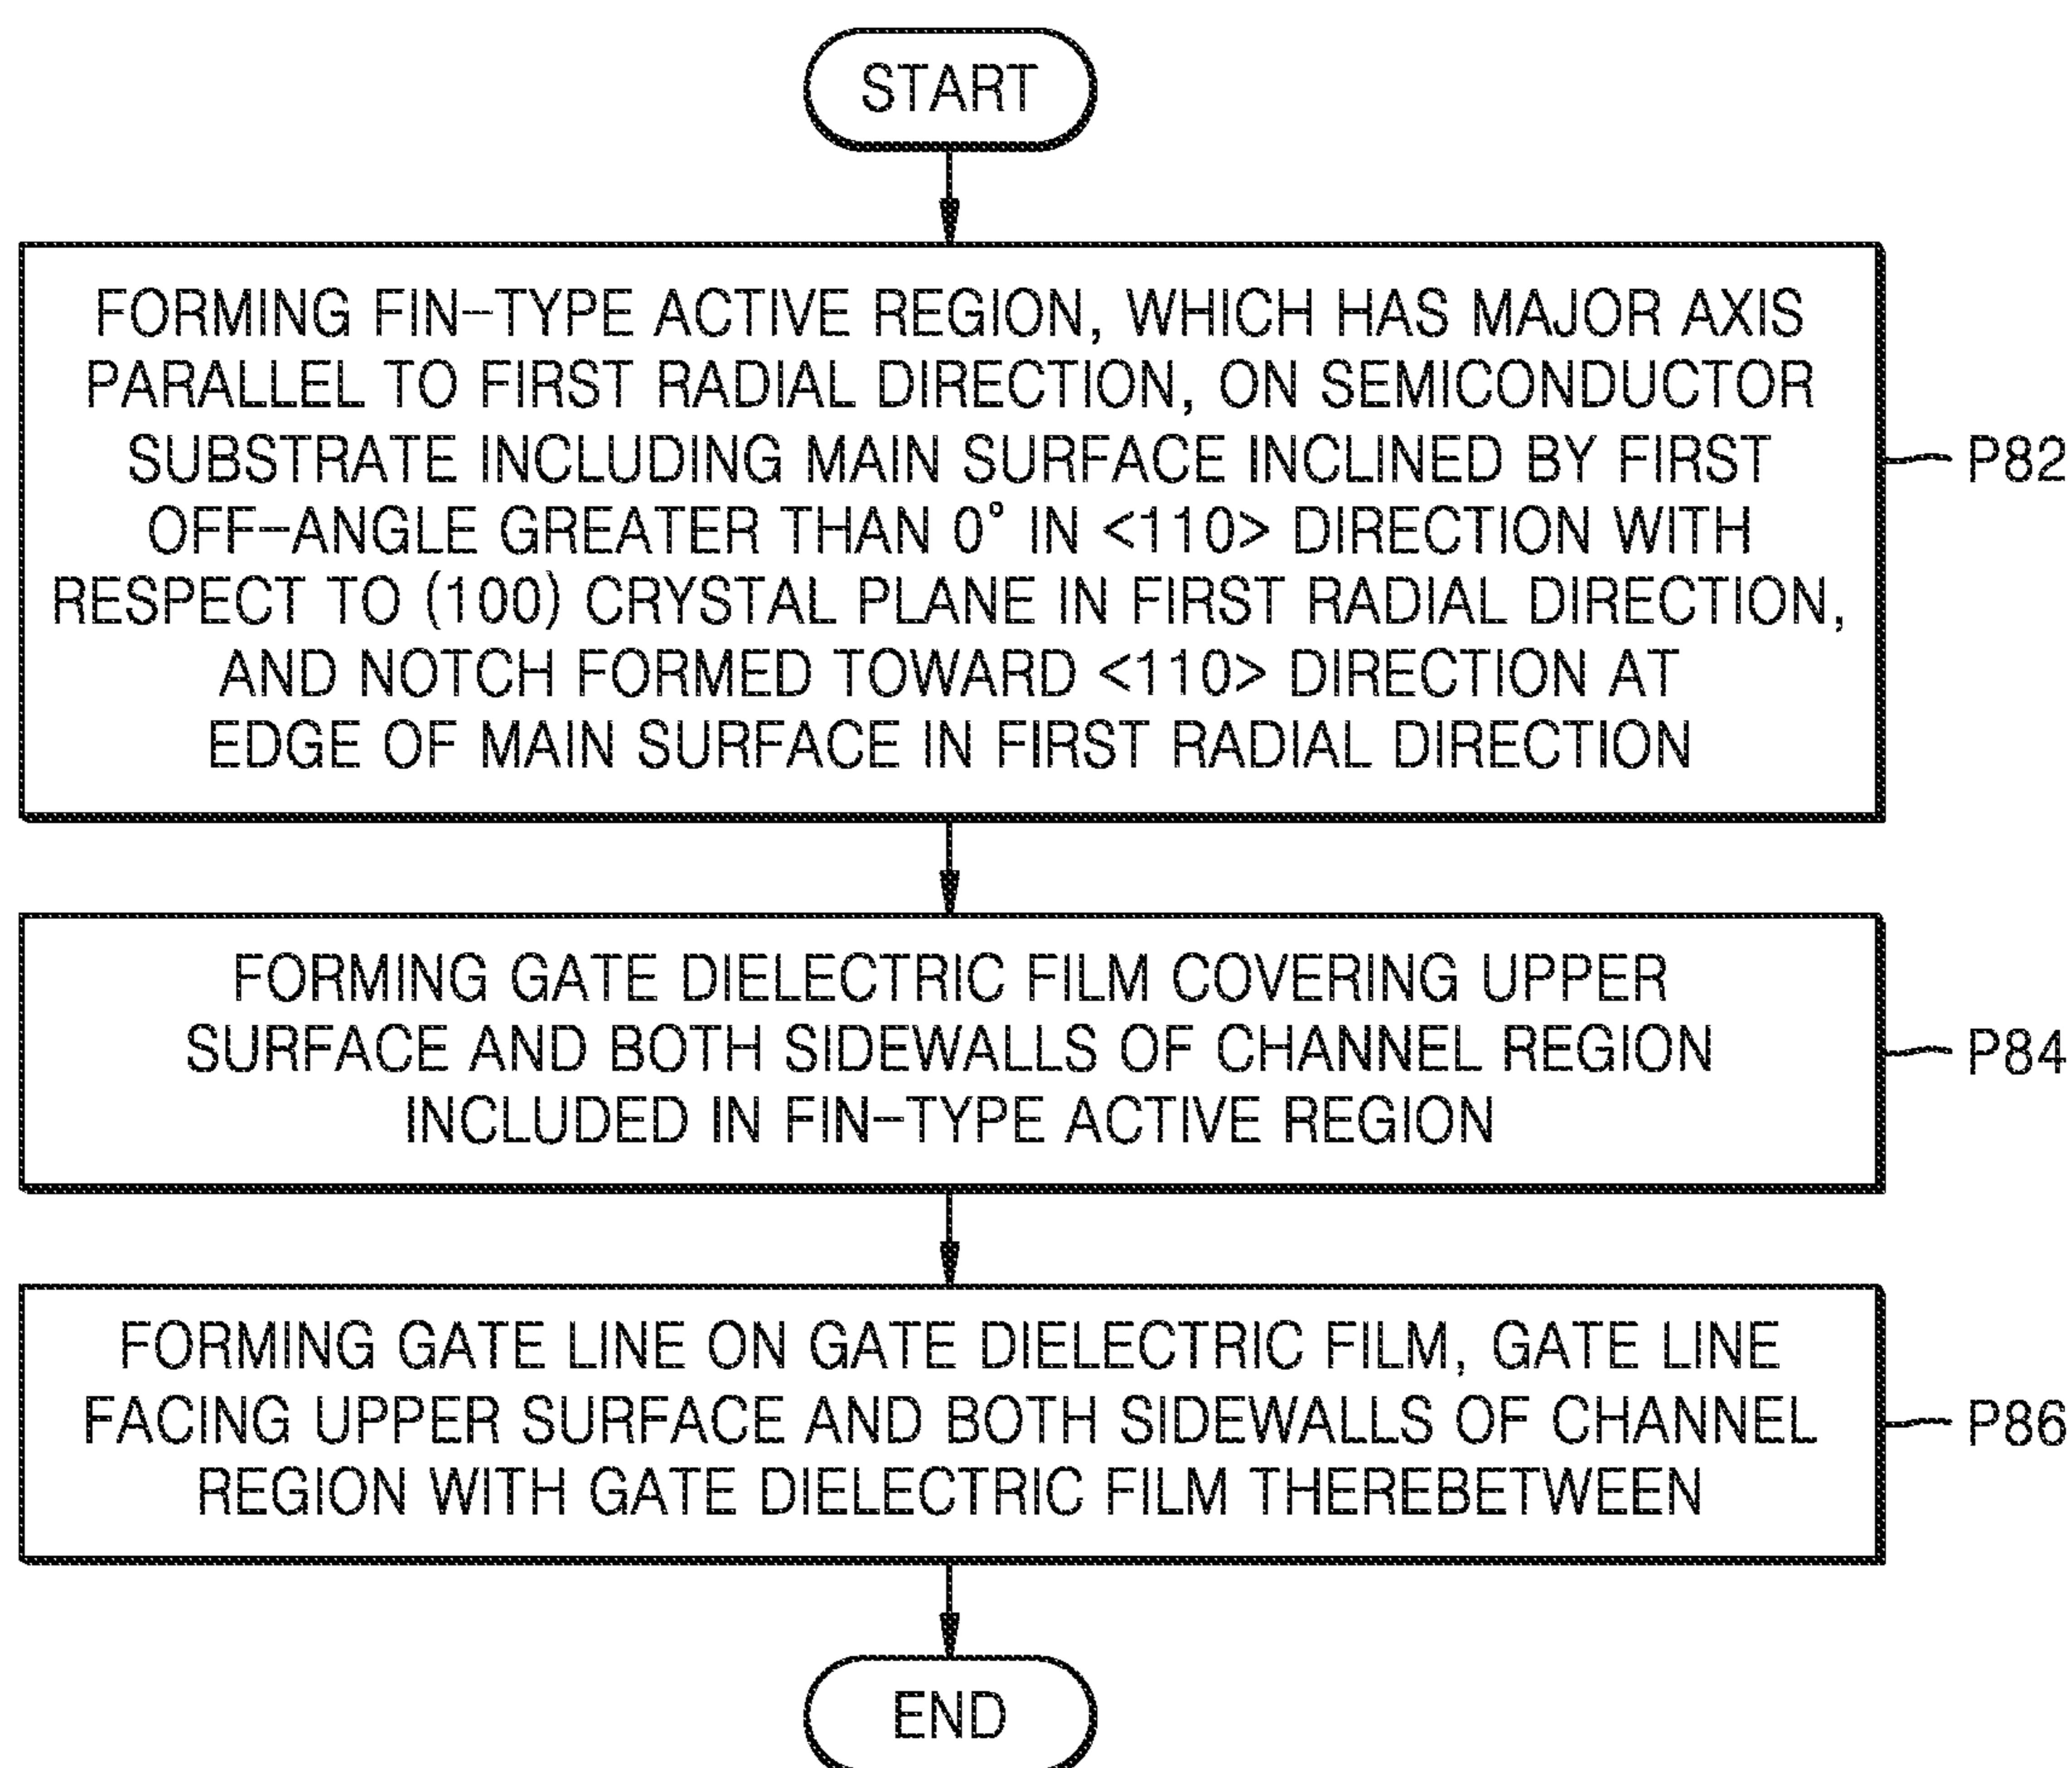 START
FORMING FIN-TYPE ACTIVE REGION, WHICH HAS MAJOR AXIS
PARALLEL TO FIRST RADIAL DIRECTION, ON SEMICONDUCTOR
SUBSTRATE INCLUDING MAIN SURFACE INCLINED BY FIRST
OFF-ANGLE GREATER THAN 0° IN <110> DIRECTION WITH
RESPECT TO (100) CRYSTAL PLANE IN FIRST RADIAL DIRECTION,
AND NOTCH FORMED TOWARD <110> DIRECTION AT
EDGE OF MAIN SURFACE IN FIRST RADIAL DIRECTION
P82
FORMING GATE DIELECTRIC FILM COVERING UPPER
SURFACE AND BOTH SIDEWALLS OF CHANNEL REGION
INCLUDED IN FIN-TYPE ACTIVE REGION
P84
FORMING GATE LINE ON GATE DIELECTRIC FILM, GATE LINE
FACING UPPER SURFACE AND BOTH SIDEWALLS OF CHANNEL
REGION WITH GATE DIELECTRIC FILM THEREBETWEEN
P86
END